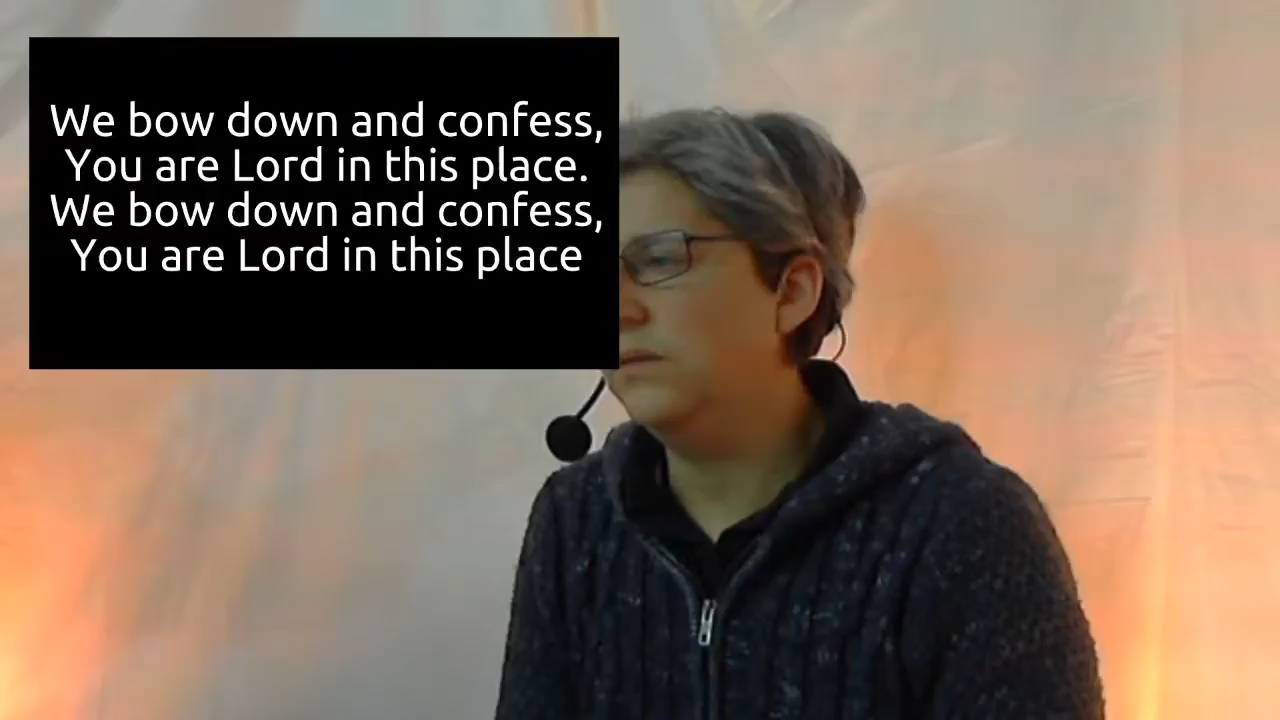 We bow down and confess,
You are Lord in this place.
We bow down and confess,
You are Lord in this place